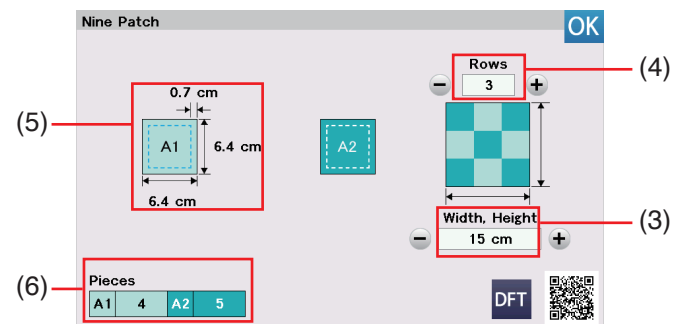 Nine Patch
OK
Rows
(4)
3
0.7 cm
(5)
A1
6.4 cm
A2
6.4 cm
Width, Height
(3)
15 cm
(6)
Pieces
A1 4 A2 5
DFT